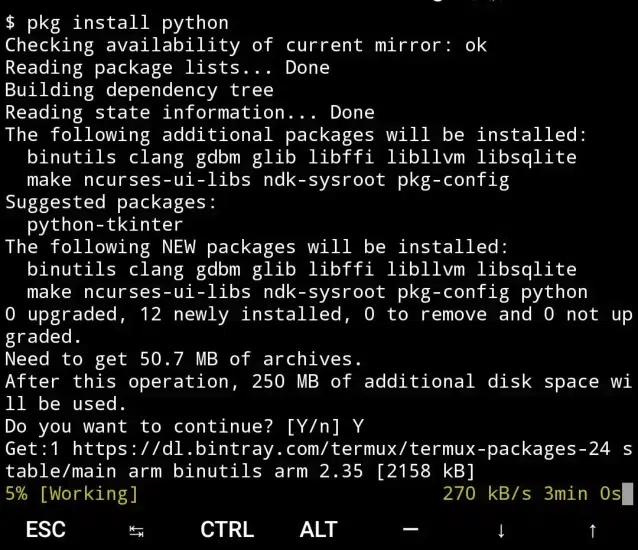 $ pkg install python
Checking availability of current mirror: ok
Reading package lists... Done
Building dependency tree
Reading state information... Done
The following additional packages will be installed:
  binutils clang gdbm glib libffi libllvm libsqlite
  make ncurses-ui-libs ndk-sysroot pkg-config
Suggested packages:
  python-tkinter
The following NEW packages will be installed:
  binutils clang gdbm glib libffi libllvm libsqlite
  make ncurses-ui-libs ndk-sysroot pkg-config python
0 upgraded, 12 newly installed, 0 to remove and 0 not up
graded.
Need to get 50.7 MB of archives.
After this operation, 250 MB of additional disk space wi
ll be used.
Do you want to continue? [Y/n] Y
Get:1 https://dl.bintray.com/termux/termux-packages-24 s
table/main arm binutils arm 2.35 [2158 kB]
5% [Working] 270 kB/s 3min 0s
ESC ↹ CTRL ALT — ↓ ↑